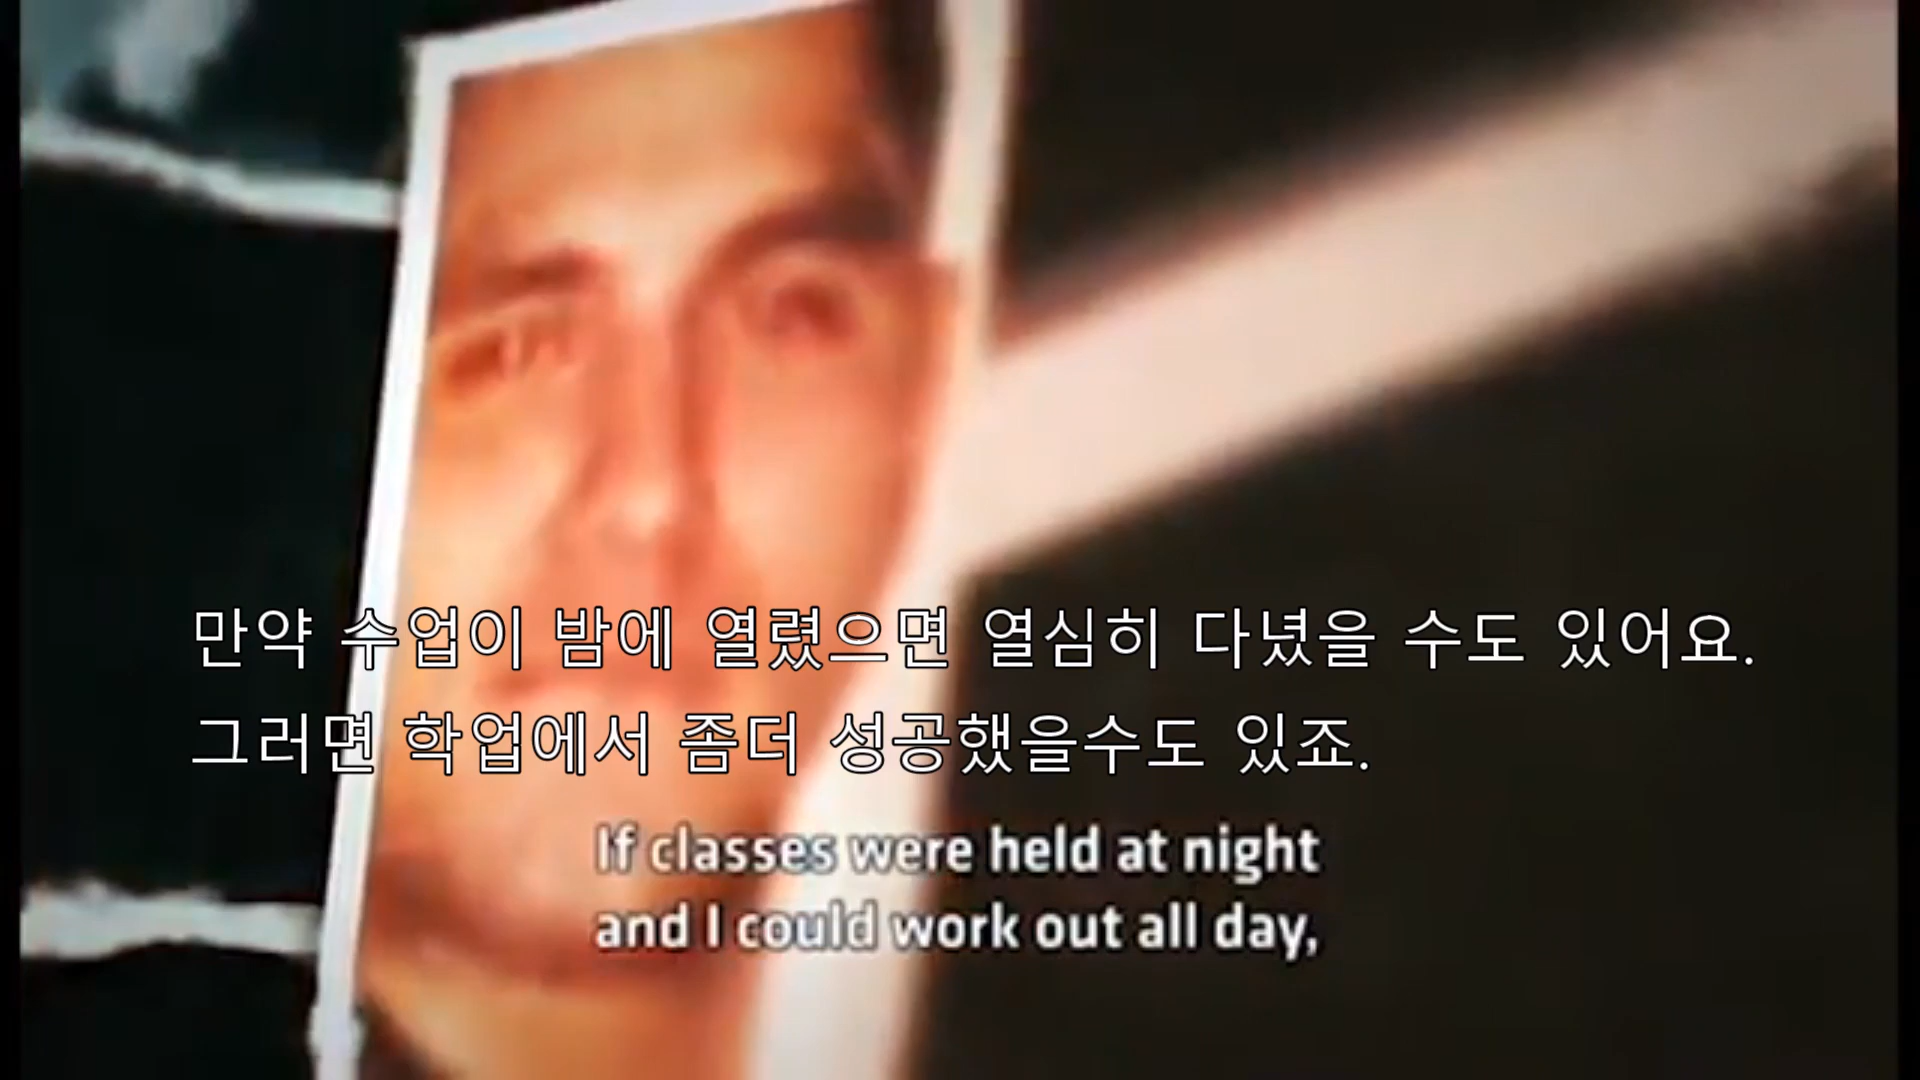 만약 수업이 밤에 열렸으면 열심히 다녔을 수도 있어요.
그러면 학업에서 좀더 성공했을수도 있죠.
If classes were held at night
and I could work out all day,